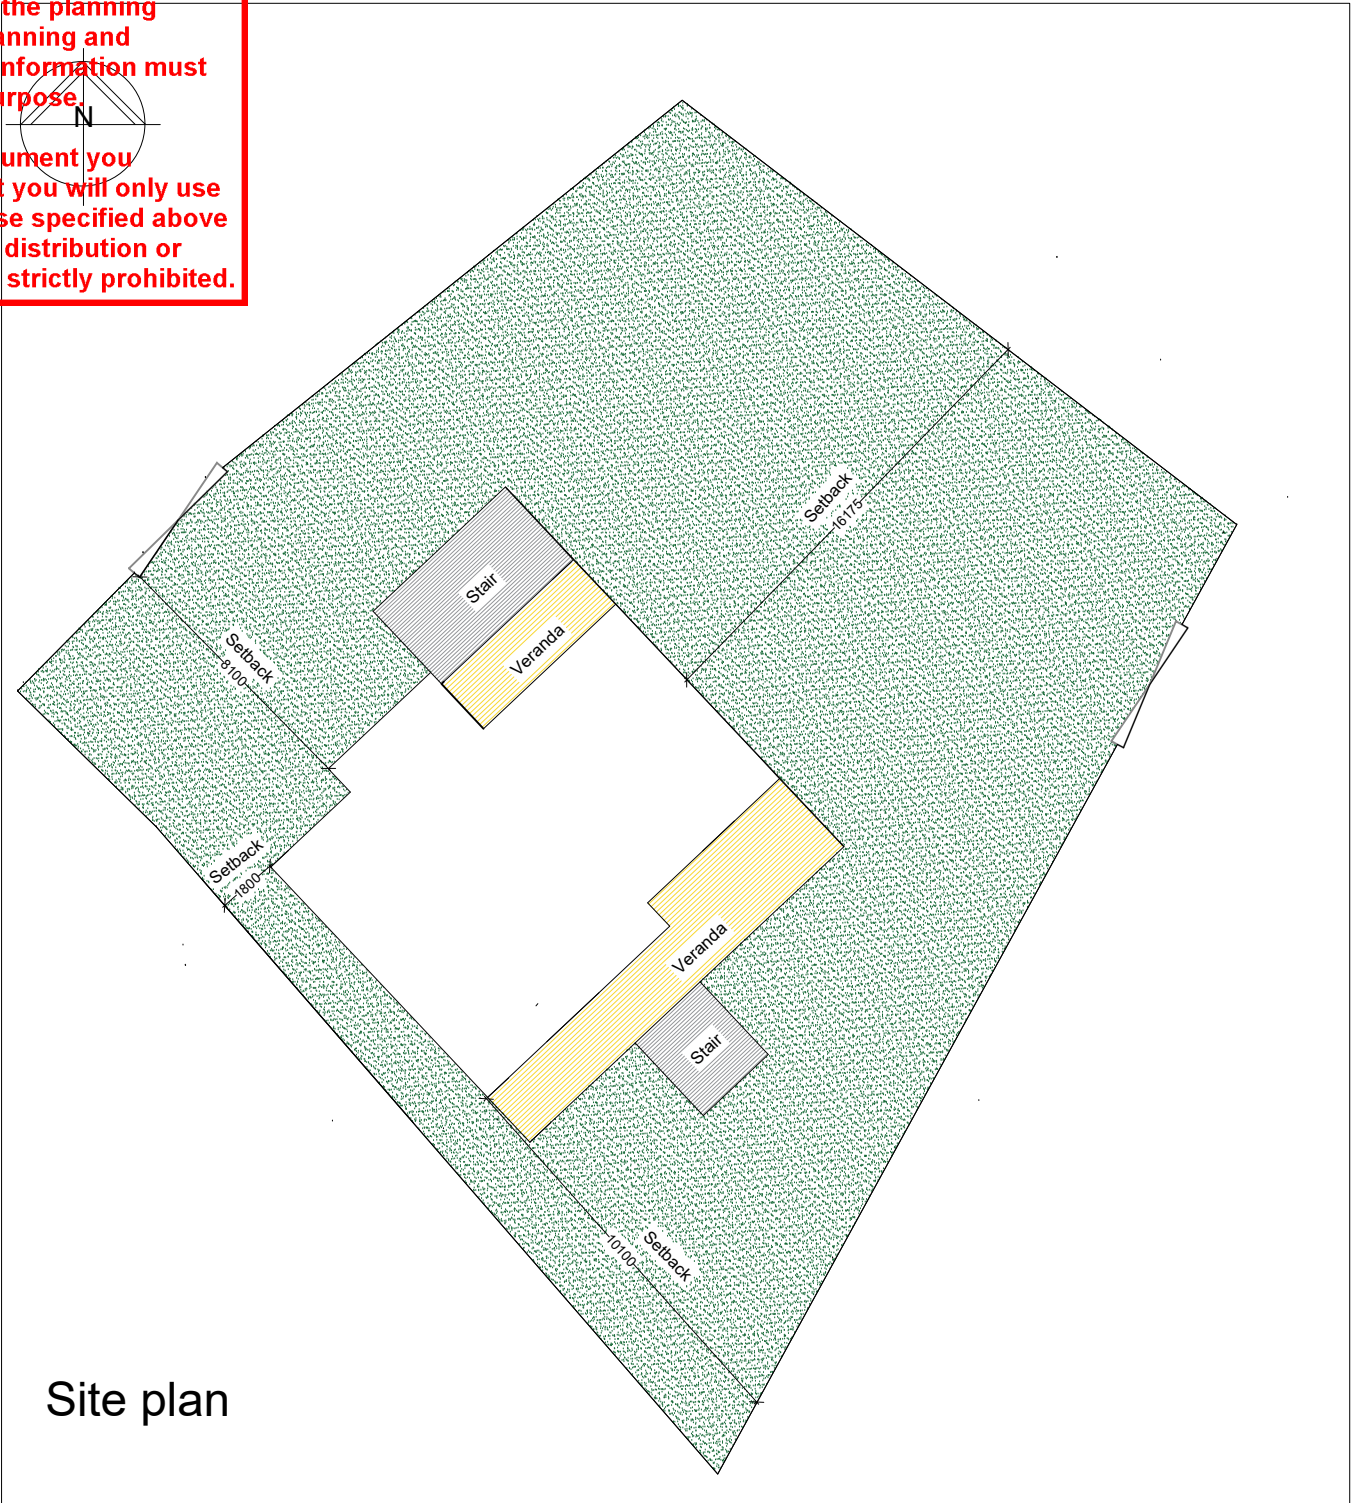 the planning
anning and
nformation must
urpose.
N
ument you
t you will only use
se specified above
distribution or
strictly prohibited.
Setback
16175
Stair
Veranda
Setback
8100
Setback
1800
Veranda
Stair
Setback
10100
Site plan